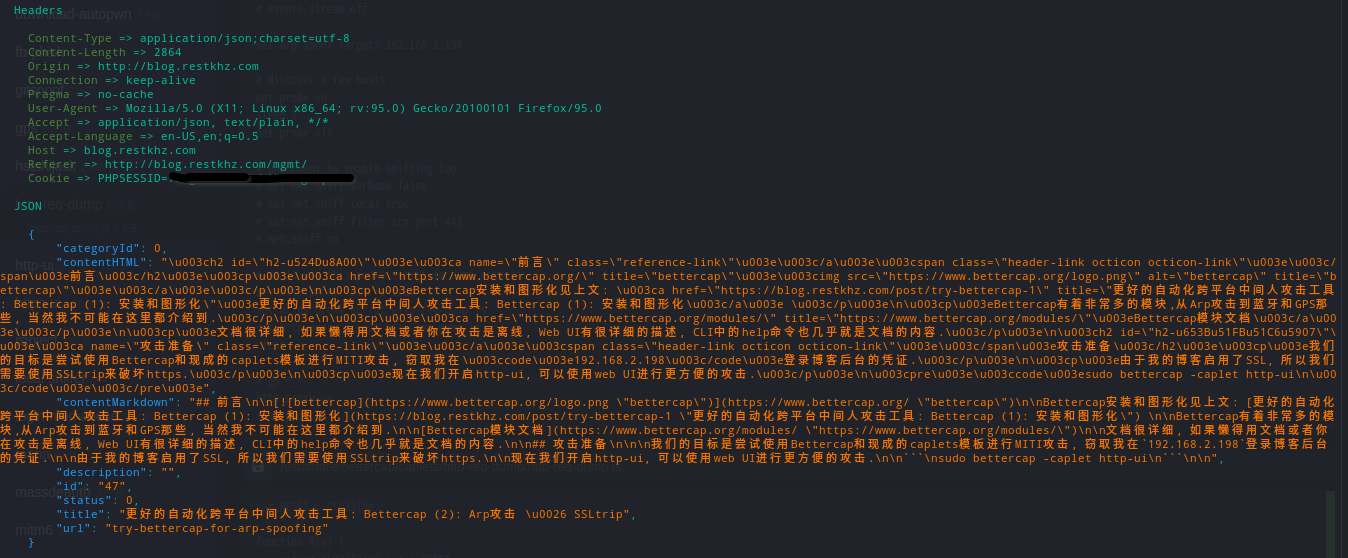 Headers
Content-Type => application/json;charset=utf-8
Content-Length => 2864
Origin => http://blog.restkhz.com
Connection => keep-alive
Pragma => no-cache
User-Agent => Mozilla/5.0 (X11; Linux x86_64; rv:95.0) Gecko/20100101 Firefox/95.0
Accept => application/json, text/plain, */*
Accept-Language => en-US,en;q=0.5
Host => blog.restkhz.com
Referer => http://blog.restkhz.com/mgmt/
Cookie => PHPSESSID=
JSON
{
"categoryId": 0,
"contentHTML": "\u003ch2 id=\"h2-u524Du8A00\"\u003e\u003ca name=\"前言\" class=\"reference-link\"\u003e\u003c/a\u003e\u003cspan class=\"header-link octicon octicon-link\"\u003e\u003c/
span\u003e前言\u003c/h2\u003e\u003cp\u003e\u003ca href=\"https://www.bettercap.org/\" title=\"bettercap\"\u003e\u003cimg src=\"https://www.bettercap.org/logo.png\" alt=\"bettercap\" title=\"b
ettercap\"\u003e\u003c/a\u003e\u003c/p\u003e\n\u003cp\u003eBettercap安装和图形化见上文: \u003ca href=\"https://blog.restkhz.com/post/try-bettercap-1\" title=\"更好的自动化跨平台中间人攻击工具
: Bettercap (1): 安装和图形化\"\u003e更好的自动化跨平台中间人攻击工具: Bettercap (1): 安装和图形化\u003c/a\u003e \u003c/p\u003e\n\u003cp\u003eBettercap有着非常多的模块,从Arp攻击到蓝牙和GPS那
些, 当然我不可能在这里都介绍到.\u003c/p\u003e\n\u003cp\u003e\u003ca href=\"https://www.bettercap.org/modules/\" title=\"https://www.bettercap.org/modules/\"\u003eBettercap模块文档\u003c/a\u00
3e\u003c/p\u003e\n\u003cp\u003e文档很详细, 如果懒得用文档或者你在攻击是离线, Web UI有很详细的描述, CLI中的help命令也几乎就是文档的内容.\u003c/p\u003e\n\u003ch2 id=\"h2-u653Bu51FBu51C6u5907\"\
u003e\u003ca name=\"攻击准备\" class=\"reference-link\"\u003e\u003c/a\u003e\u003cspan class=\"header-link octicon octicon-link\"\u003e\u003c/span\u003e攻击准备\u003c/h2\u003e\u003cp\u003e我们
的目标是尝试使用Bettercap和现成的caplets模板进行MITI攻击, 窃取我在\u003ccode\u003e192.168.2.198\u003c/code\u003e登录博客后台的凭证.\u003c/p\u003e\n\u003cp\u003e由于我的博客启用了SSL, 所以我们
需要使用SSLtrip来破坏https.\u003c/p\u003e\n\u003cp\u003e现在我们开启http-ui, 可以使用web UI进行更方便的攻击.\u003c/p\u003e\n\u003cpre\u003e\u003ccode\u003esudo bettercap -caplet http-ui\n\u00
3c/code\u003e\u003c/pre\u003e",
"contentMarkdown": "## 前言\n\n[![bettercap](https://www.bettercap.org/logo.png \"bettercap\")](https://www.bettercap.org/ \"bettercap\")\n\nBettercap安装和图形化见上文: [更好的自动化
跨平台中间人攻击工具: Bettercap (1): 安装和图形化](https://blog.restkhz.com/post/try-bettercap-1 \"更好的自动化跨平台中间人攻击工具: Bettercap (1): 安装和图形化\") \n\nBettercap有着非常多的模
块,从Arp攻击到蓝牙和GPS那些, 当然我不可能在这里都介绍到.\n\n[Bettercap模块文档](https://www.bettercap.org/modules/ \"https://www.bettercap.org/modules/\")\n\n文档很详细, 如果懒得用文档或者你
在攻击是离线, Web UI有很详细的描述, CLI中的help命令也几乎就是文档的内容.\n\n## 攻击准备\n\n\n我们的目标是尝试使用Bettercap和现成的caplets模板进行MITI攻击, 窃取我在`192.168.2.198`登录博客后台
的凭证.\n\n由于我的博客启用了SSL, 所以我们需要使用SSLtrip来破坏https.\n\n现在我们开启http-ui, 可以使用web UI进行更方便的攻击.\n\n```\nsudo bettercap -caplet http-ui\n```\n\n",
"description": "",
"id": "47",
"status": 0,
"title": "更好的自动化跨平台中间人攻击工具: Bettercap (2): Arp攻击 \u0026 SSLtrip",
"url": "try-bettercap-for-arp-spoofing"
}